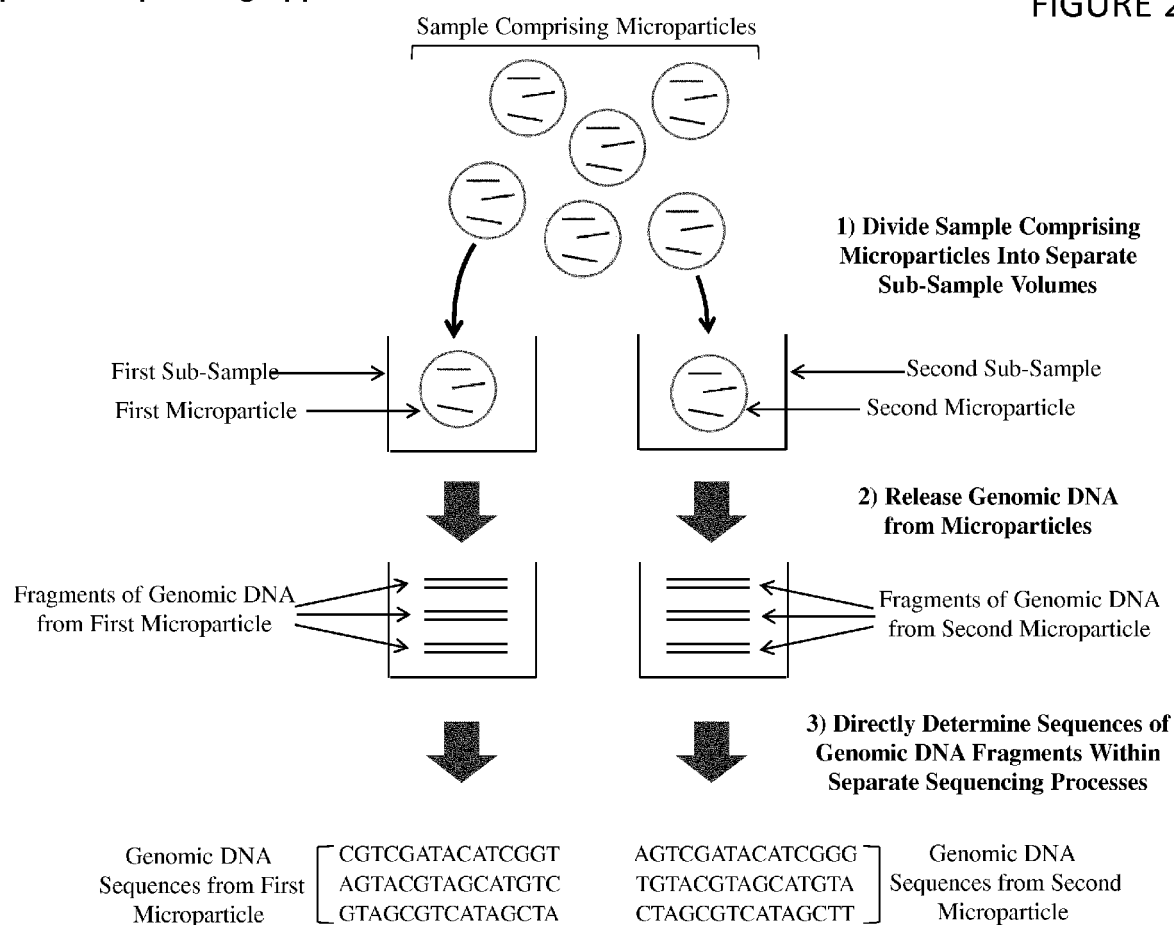 FIGURE 2
Sample Comprising Microparticles
1) Divide Sample Comprising
Microparticles Into Separate
Sub-Sample Volumes
First Sub-Sample
First Microparticle
Second Sub-Sample
Second Microparticle
2) Release Genomic DNA
from Microparticles
Fragments of Genomic DNA
from First Microparticle
Fragments of Genomic DNA
from Second Microparticle
3) Directly Determine Sequences of
Genomic DNA Fragments Within
Separate Sequencing Processes
Genomic DNA
Sequences from First
Microparticle
CGTCGATACATCGGT
AGTACGTAGCATGTC
GTAGCGTCATAGCTA
AGTCGATACATCGGG
TGTACGTAGCATGTA
CTAGCGTCATAGCTT
Genomic DNA
Sequences from Second
Microparticle